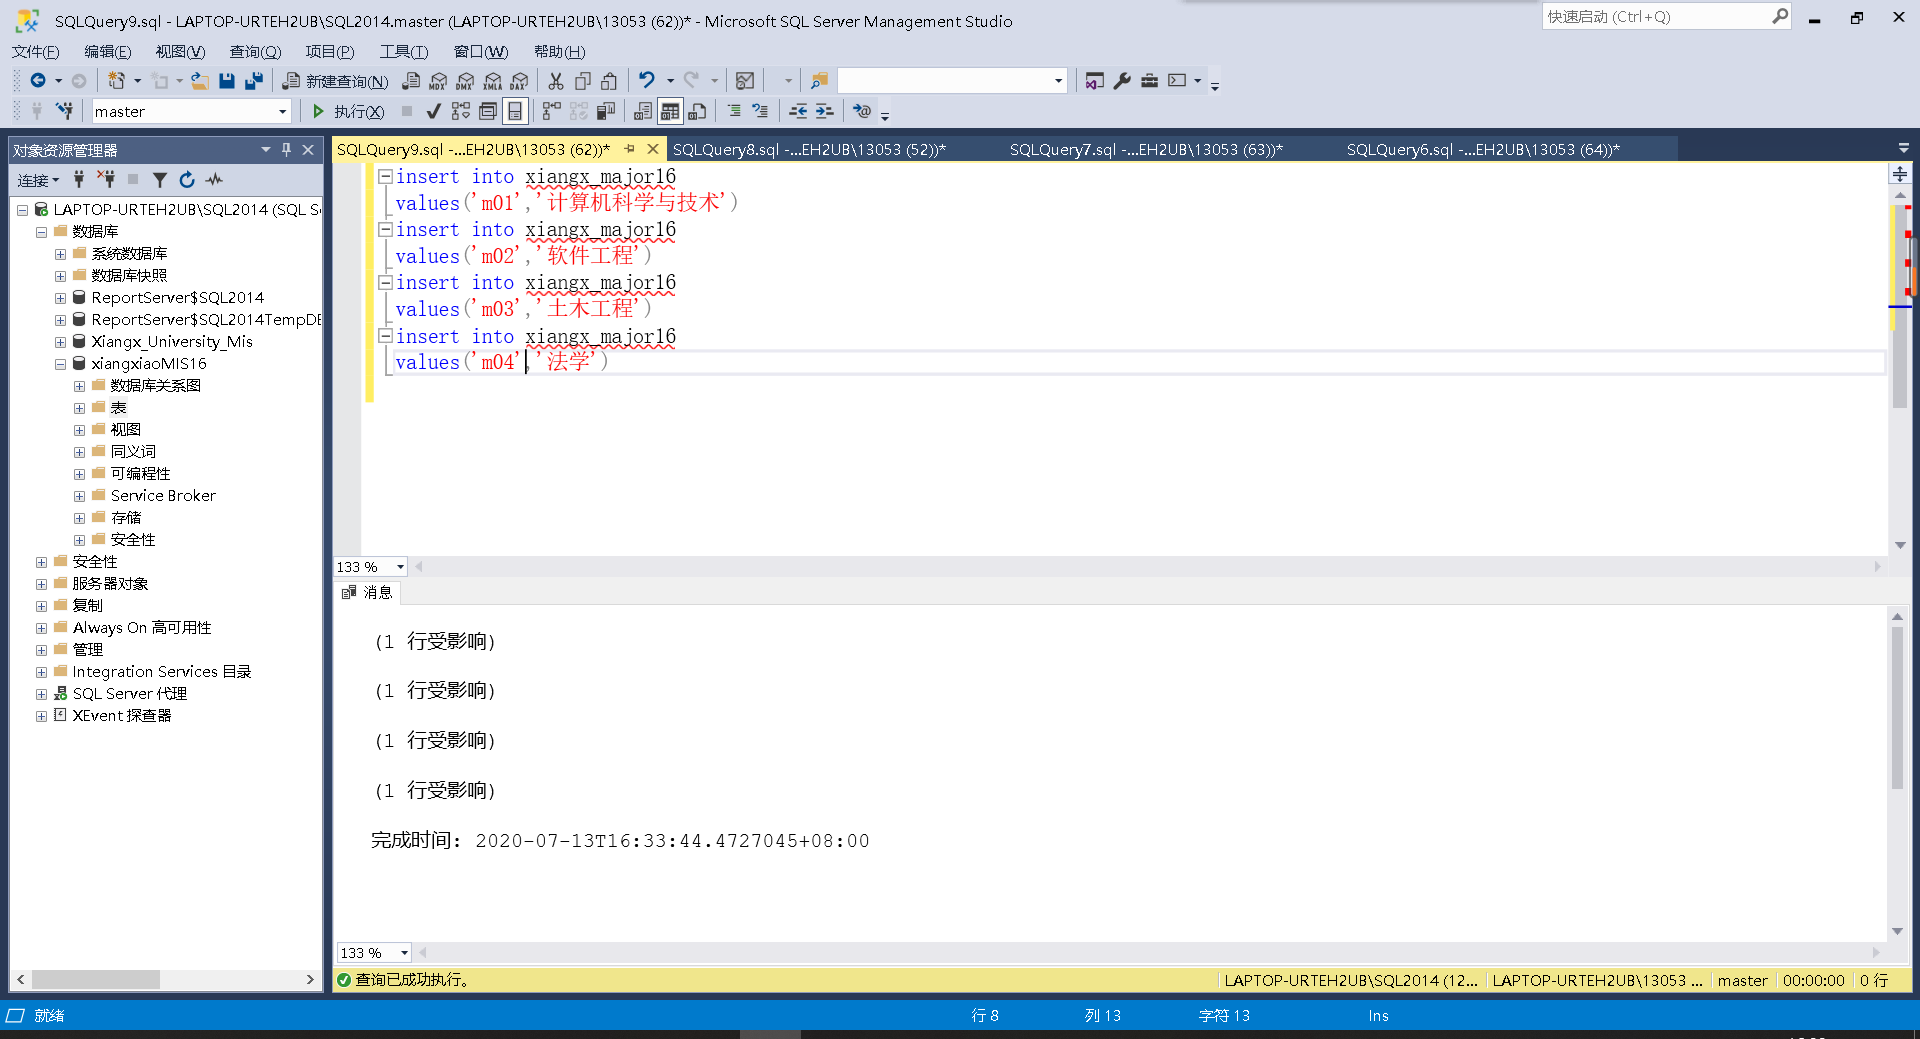 SQLQuery9.sql - LAPTOP-URTEH2UB\SQL2014.master (LAPTOP-URTEH2UB\13053 (62))* - Microsoft SQL Server Management Studio
快速启动 (Ctrl+Q)
文件(F) 编辑(E) 视图(V) 查询(Q) 项目(P) 工具(T) 窗口(W) 帮助(H)
新建查询(N) MDX DMX XMLA DAX
master 执行(X)
对象资源管理器
SQLQuery9.sql -...EH2UB\13053 (62))* SQLQuery8.sql -...EH2UB\13053 (52))* SQLQuery7.sql -...EH2UB\13053 (63))* SQLQuery6.sql -...EH2UB\13053 (64))*
连接
LAPTOP-URTEH2UB\SQL2014 (SQL S
数据库
系统数据库
数据库快照
ReportServer$SQL2014
ReportServer$SQL2014TempDE
Xiangx_University_Mis
xiangxiaoMIS16
数据库关系图
表
视图
同义词
可编程性
Service Broker
存储
安全性
安全性
服务器对象
复制
Always On 高可用性
管理
Integration Services 目录
SQL Server 代理
XEvent 探查器
insert into xiangx_major16
values('m01','计算机科学与技术')
insert into xiangx_major16
values('m02','软件工程')
insert into xiangx_major16
values('m03','土木工程')
insert into xiangx_major16
values('m04','法学')
133 %
消息
(1 行受影响)
(1 行受影响)
(1 行受影响)
(1 行受影响)
完成时间: 2020-07-13T16:33:44.4727045+08:00
133 %
查询已成功执行。 LAPTOP-URTEH2UB\SQL2014 (12... LAPTOP-URTEH2UB\13053 ... master 00:00:00 0 行
就绪 行 8 列 13 字符 13 Ins